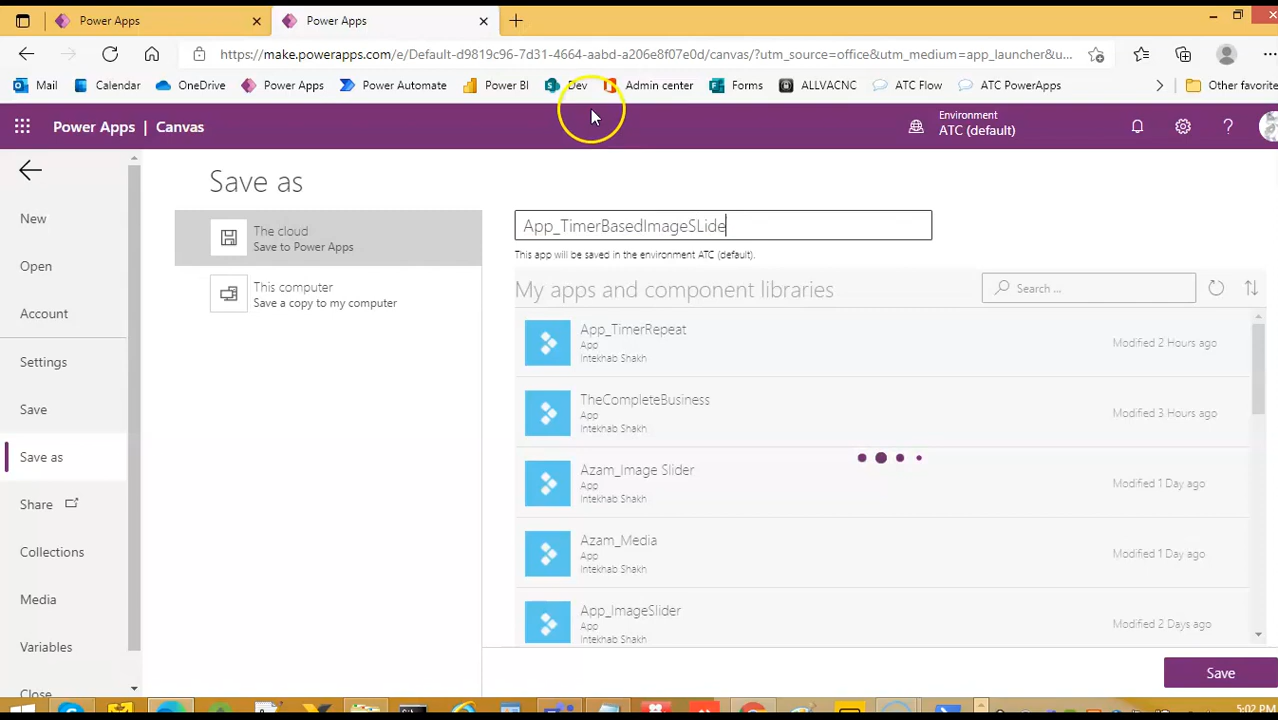 Power Apps
Power Apps
https://make.powerapps.com/e/Default-d9819c96-7d31-4664-aabd-a206e8f07e0d/canvas/?utm_source=office&utm_medium=app_launcher&u...
Mail Calendar OneDrive Power Apps Power Automate Power BI Dev Admin center Forms ALLVACNC ATC Flow ATC PowerApps Other favorite
Power Apps | Canvas
Environment
ATC (default)
New
Open
Account
Settings
Save
Save as
Share
Collections
Media
Variables
Close
Save as
The cloud
Save to Power Apps
This computer
Save a copy to my computer
App_TimerBasedImageSLide
This app will be saved in the environment ATC (default).
My apps and component libraries
Search ...
App_TimerRepeat
App
Intekhab Shakh
Modified 2 Hours ago
TheCompleteBusiness
App
Intekhab Shakh
Modified 3 Hours ago
Azam_Image Slider
App
Intekhab Shakh
Modified 1 Day ago
Azam_Media
App
Intekhab Shakh
Modified 1 Day ago
App_ImageSlider
App
Intekhab Shakh
Modified 2 Days ago
Save
5:02 PM